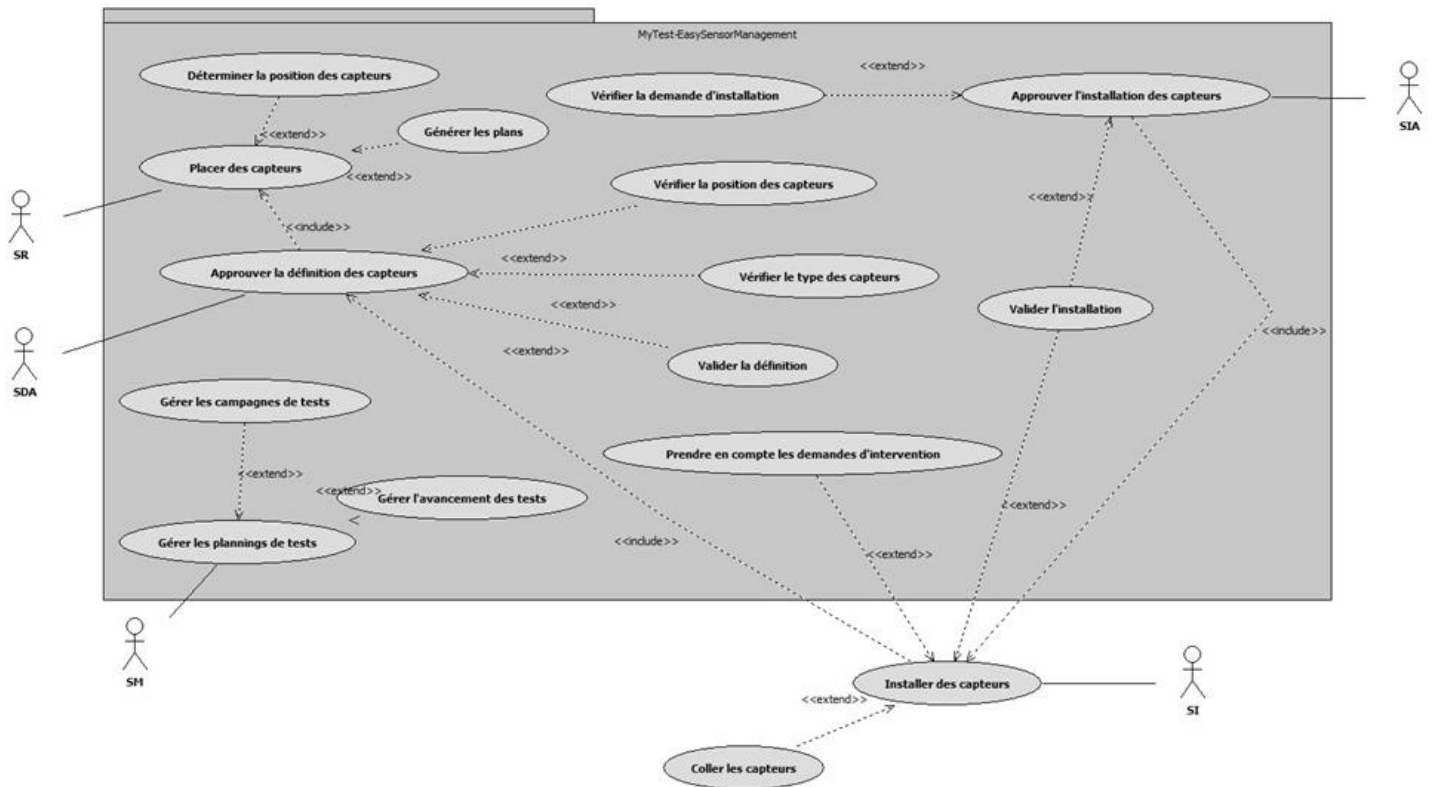 MyTest-EasySensorManagement
Déterminer la position des capteurs
<<extend>>
Vérifier la demande d'installation
<<extend>>
Approuver l'installation des capteurs
SIA
Générer les plans
Placer des capteurs
<<extend>>
Vérifier la position des capteurs
<<extend>>
SR
<<include>>
Approuver la définition des capteurs
<<extend>>
Vérifier le type des capteurs
Valider l'installation
<<include>>
<<extend>>
<<extend>>
Valider la définition
SDA
Gérer les campagnes de tests
Prendre en compte les demandes d'intervention
<<extend>>
<<extend>>
Gérer l'avancement des tests
<<extend>>
Gérer les plannings de tests
<<include>>
<<extend>>
SM
Installer des capteurs
SI
<<extend>>
Coller les capteurs